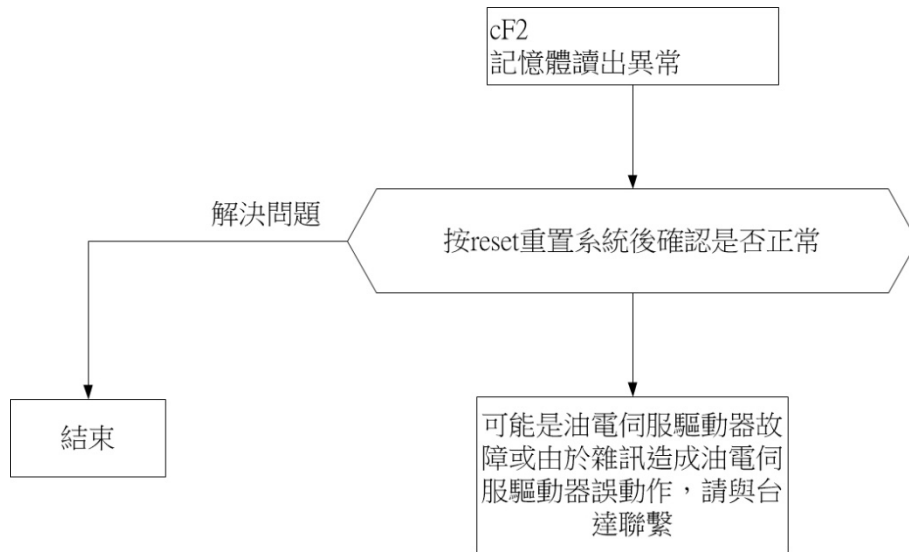 cF2
記憶體讀出異常
解決問題
按reset重置系統後確認是否正常
結束
可能是油電伺服驅動器故
障或由於雜訊造成油電伺
服驅動器誤動作，請與台
達聯繫